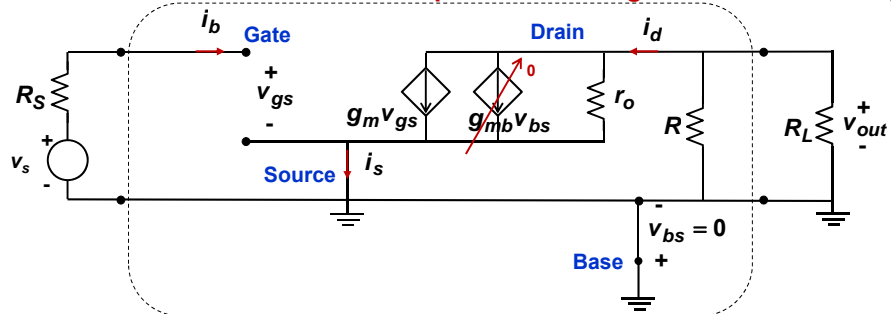 i_b
Gate
Drain
i_d
R_S
+
v_gs
-
g_m v_gs
0
g_mb v_bs
r_o
R
R_L
+
v_out
-
+
v_s
-
Source
i_s
-
v_bs = 0
Base
+